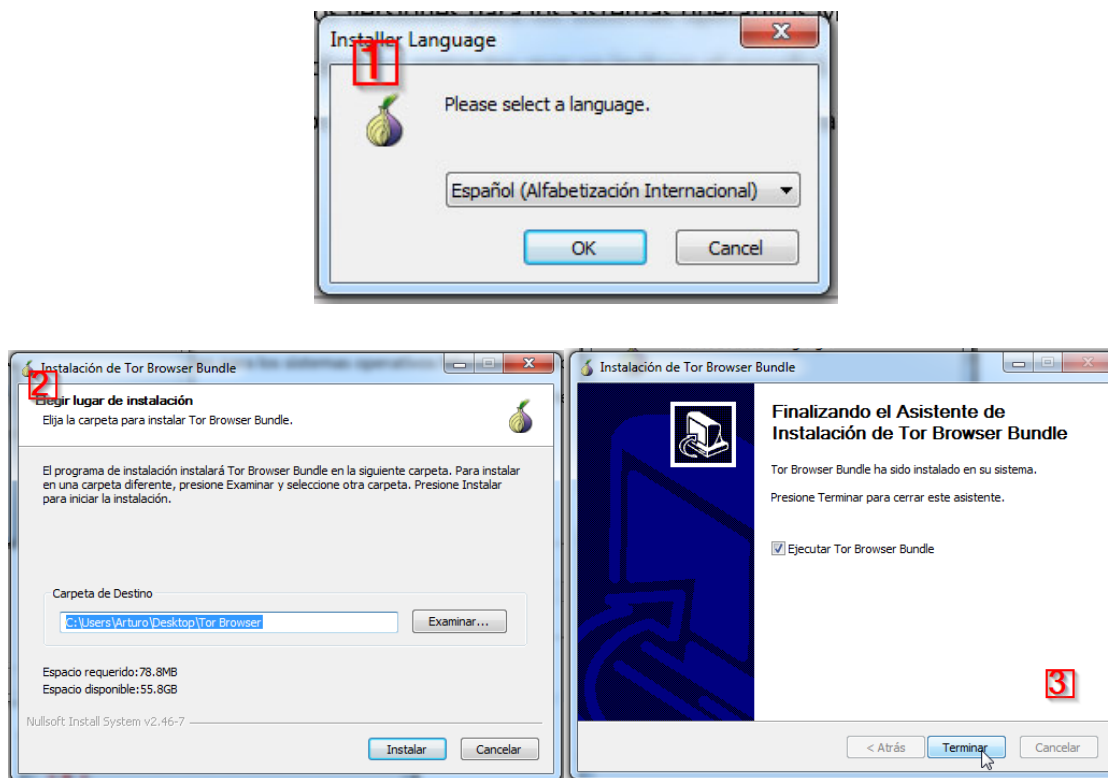 Installer Language
1
Please select a language.
Español (Alfabetización Internacional)
OK
Cancel
Instalación de Tor Browser Bundle
2
Elegir lugar de instalación
Elija la carpeta para instalar Tor Browser Bundle.
El programa de instalación instalará Tor Browser Bundle en la siguiente carpeta. Para instalar
en una carpeta diferente, presione Examinar y seleccione otra carpeta. Presione Instalar
para iniciar la instalación.
Carpeta de Destino
C:\Users\Arturo\Desktop\Tor Browser
Examinar...
Espacio requerido:78.8MB
Espacio disponible:55.8GB
Nullsoft Install System v2.46-7
Instalar
Cancelar
Instalación de Tor Browser Bundle
Finalizando el Asistente de
Instalación de Tor Browser Bundle
Tor Browser Bundle ha sido instalado en su sistema.
Presione Terminar para cerrar este asistente.
Ejecutar Tor Browser Bundle
3
< Atrás
Terminar
Cancelar